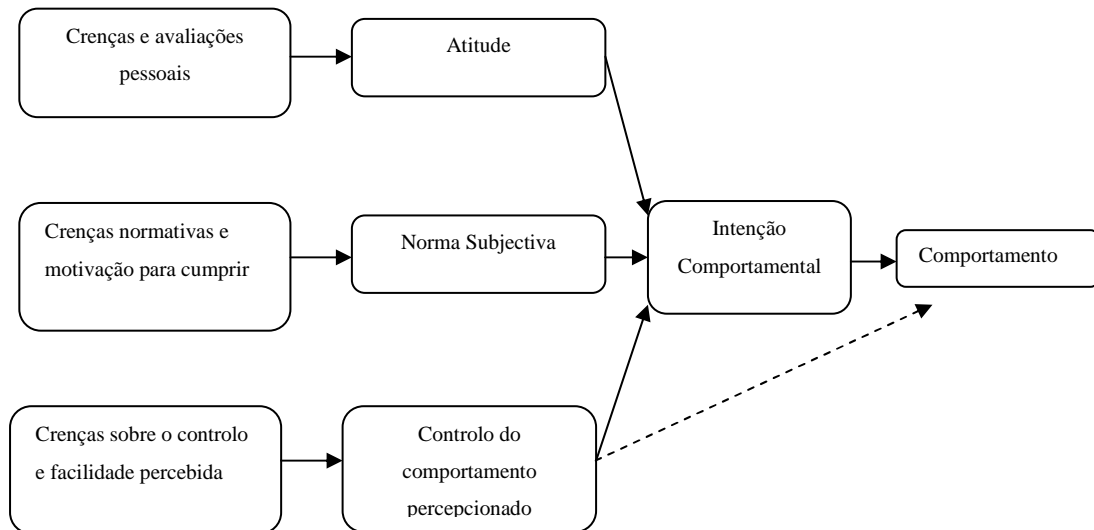 Crenças e avaliações
pessoais
Atitude
Crenças normativas e
motivação para cumprir
Norma Subjectiva
Intenção
Comportamental
Comportamento
Crenças sobre o controlo
e facilidade percebida
Controlo do
comportamento
percepcionado